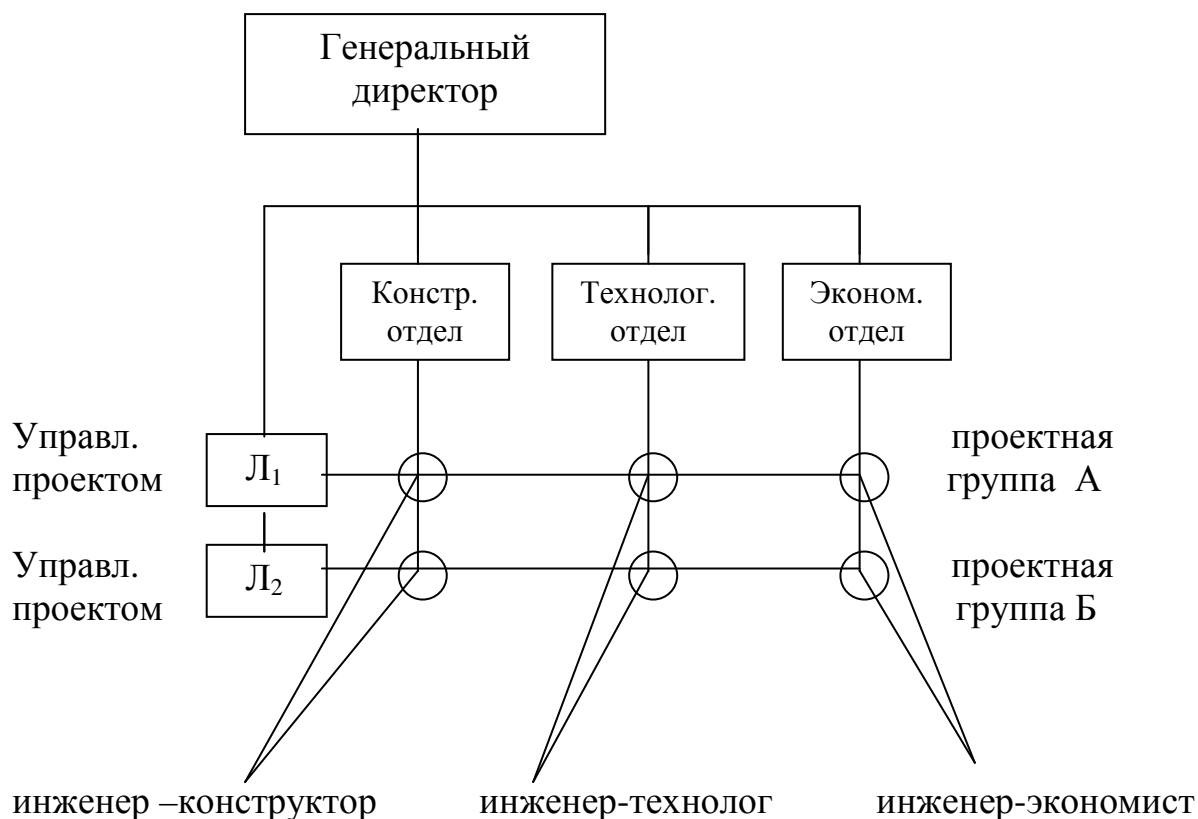 Генеральный
директор
Констр.
отдел
Технолог.
отдел
Эконом.
отдел
Управл.
проектом
Л₁
проектная
группа А
Управл.
проектом
Л₂
проектная
группа Б
инженер –конструктор
инженер-технолог
инженер-экономист